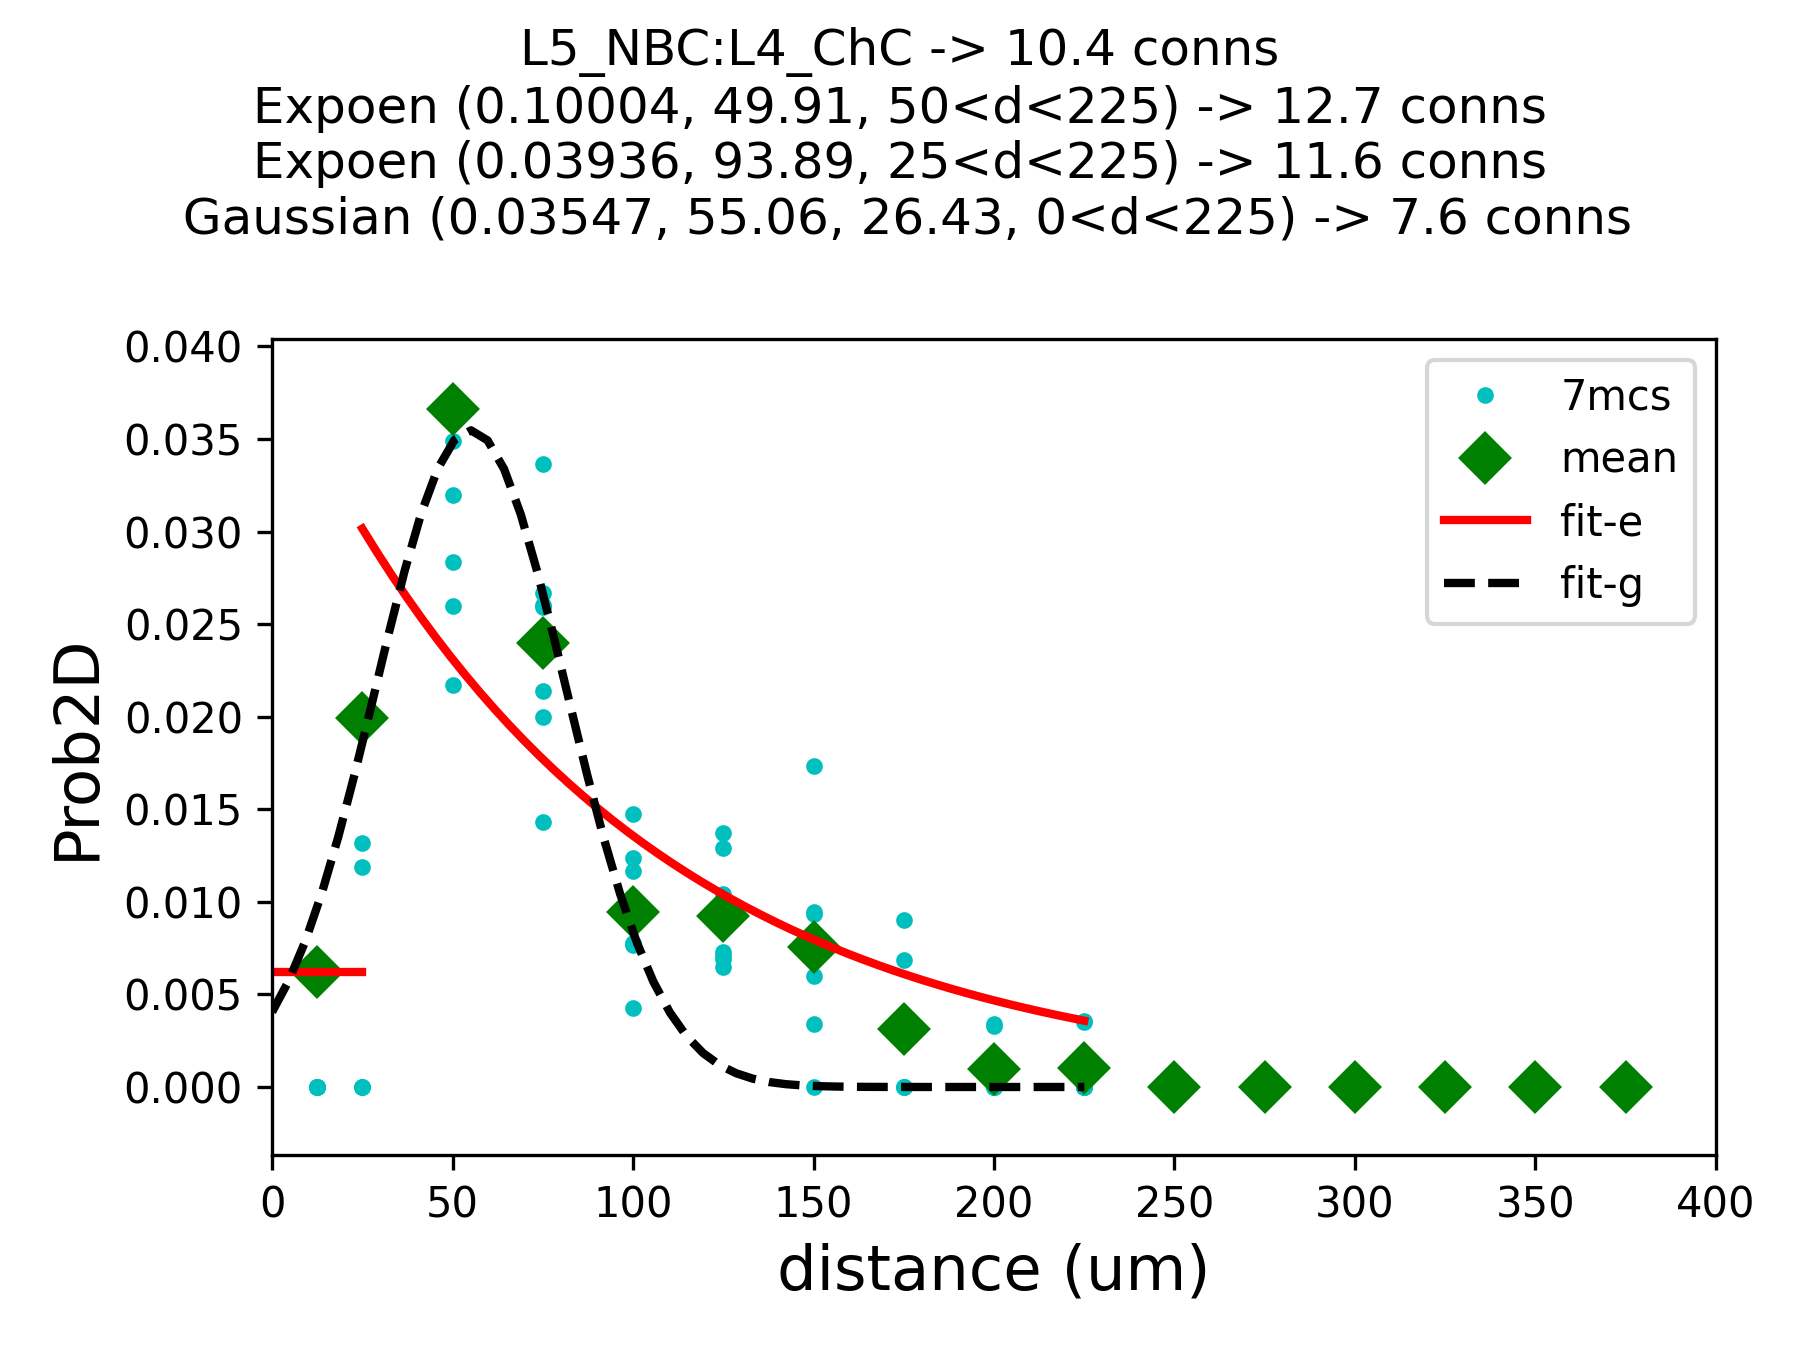 L5_NBC:L4_ChC -> 10.4 conns
Expoen (0.10004, 49.91, 50<d<225) -> 12.7 conns
Expoen (0.03936, 93.89, 25<d<225) -> 11.6 conns
Gaussian (0.03547, 55.06, 26.43, 0<d<225) -> 7.6 conns
7mcs
mean
fit-e
fit-g
Prob2D
0.040
0.035
0.030
0.025
0.020
0.015
0.010
0.005
0.000
0 50 100 150 200 250 300 350 400
distance (um)